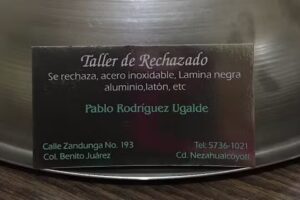 Taller de Rechazado
Se rechaza, acero inoxidable, Lamina negra
aluminio,latón, etc
Pablo Rodríguez Ugalde
Calle Zandunga No. 193
Tel: 5736-1021
Col. Benito Juárez
Cd. Nezahualcoyotl